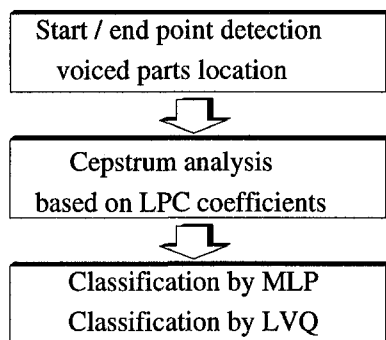 Start / end point detection
voiced parts location
Cepstrum analysis
based on LPC coefficients
Classification by MLP
Classification by LVQ